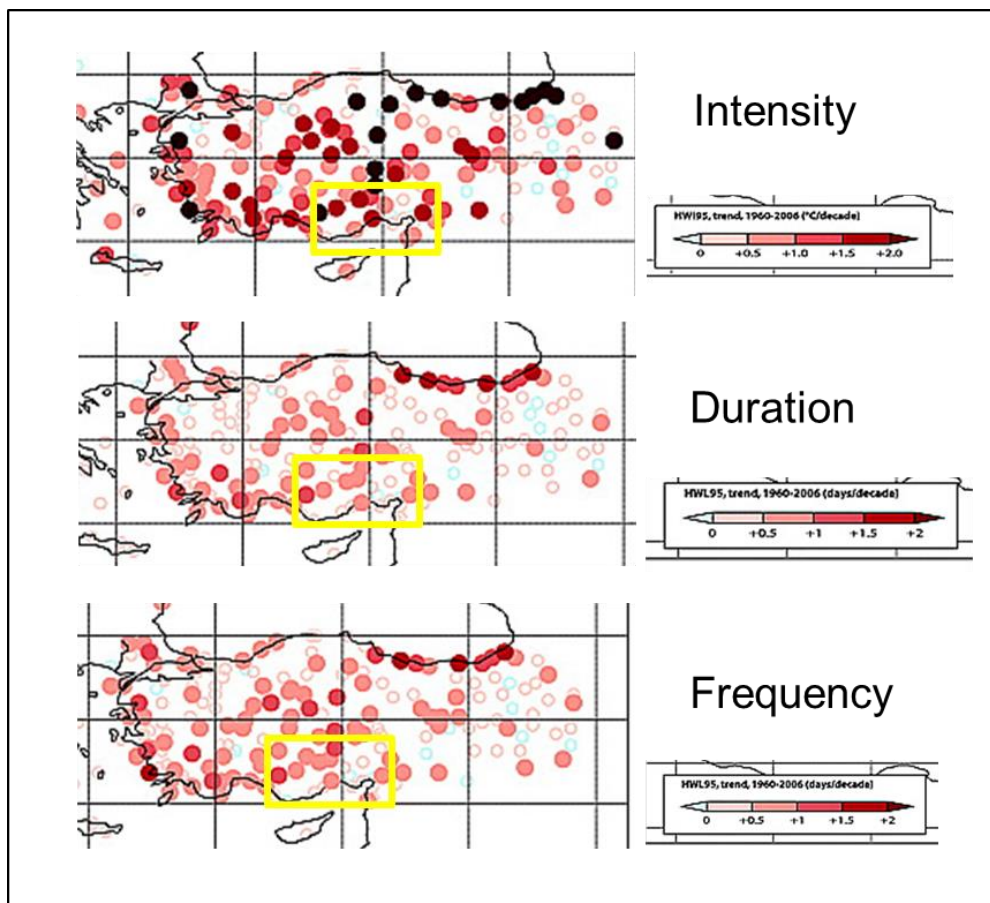 Intensity
HWI95, trend, 1960-2006 (°C/decade)
0 +0.5 +1.0 +1.5 +2.0
Duration
HWL95, trend, 1960-2006 (days/decade)
0 +0.5 +1 +1.5 +2
Frequency
HWL95, trend, 1960-2006 (days/decade)
0 +0.5 +1 +1.5 +2